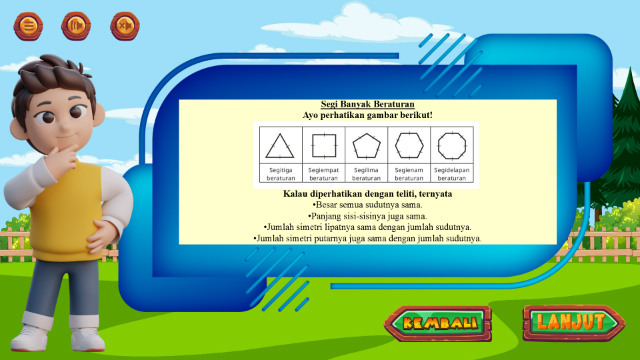 Segi Banyak Beraturan
Ayo perhatikan gambar berikut!
Segitiga beraturan
Segiempat beraturan
Segilima beraturan
Segienam beraturan
Segidelapan beraturan
Kalau diperhatikan dengan teliti, ternyata
•Besar semua sudutnya sama.
•Panjang sisi-sisinya juga sama.
•Jumlah simetri lipatnya sama dengan jumlah sudutnya.
•Jumlah simetri putarnya juga sama dengan jumlah sudutnya.
KEMBALI
LANJUT